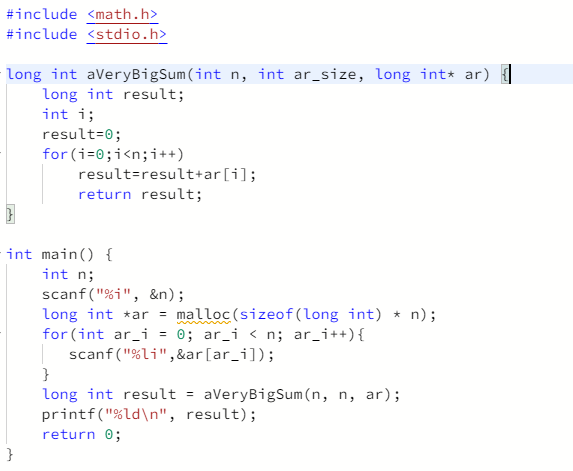 #include <math.h>
#include <stdio.h>

long int aVeryBigSum(int n, int ar_size, long int* ar) {
    long int result;
    int i;
    result=0;
    for(i=0;i<n;i++)
        result=result+ar[i];
        return result;
}

int main() {
    int n;
    scanf("%i", &n);
    long int *ar = malloc(sizeof(long int) * n);
    for(int ar_i = 0; ar_i < n; ar_i++){
       scanf("%li",&ar[ar_i]);
    }
    long int result = aVeryBigSum(n, n, ar);
    printf("%ld\n", result);
    return 0;
}